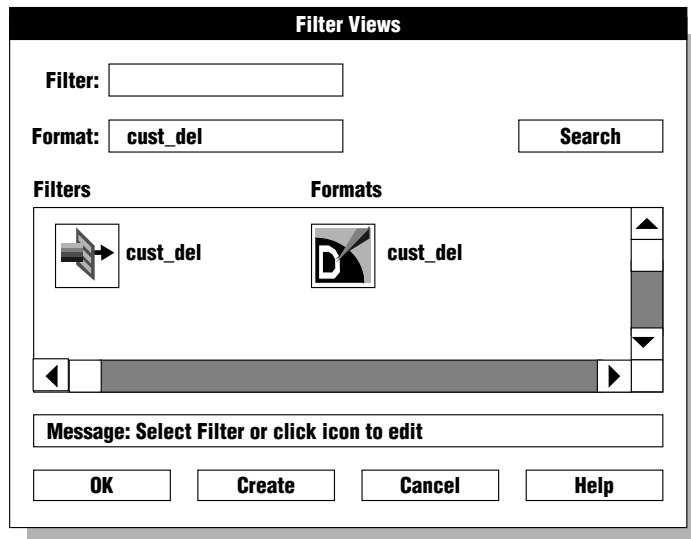 Filter Views
Filter:
Format: cust_del
Search
Filters Formats
cust_del D cust_del
Message: Select Filter or click icon to edit
OK Create Cancel Help